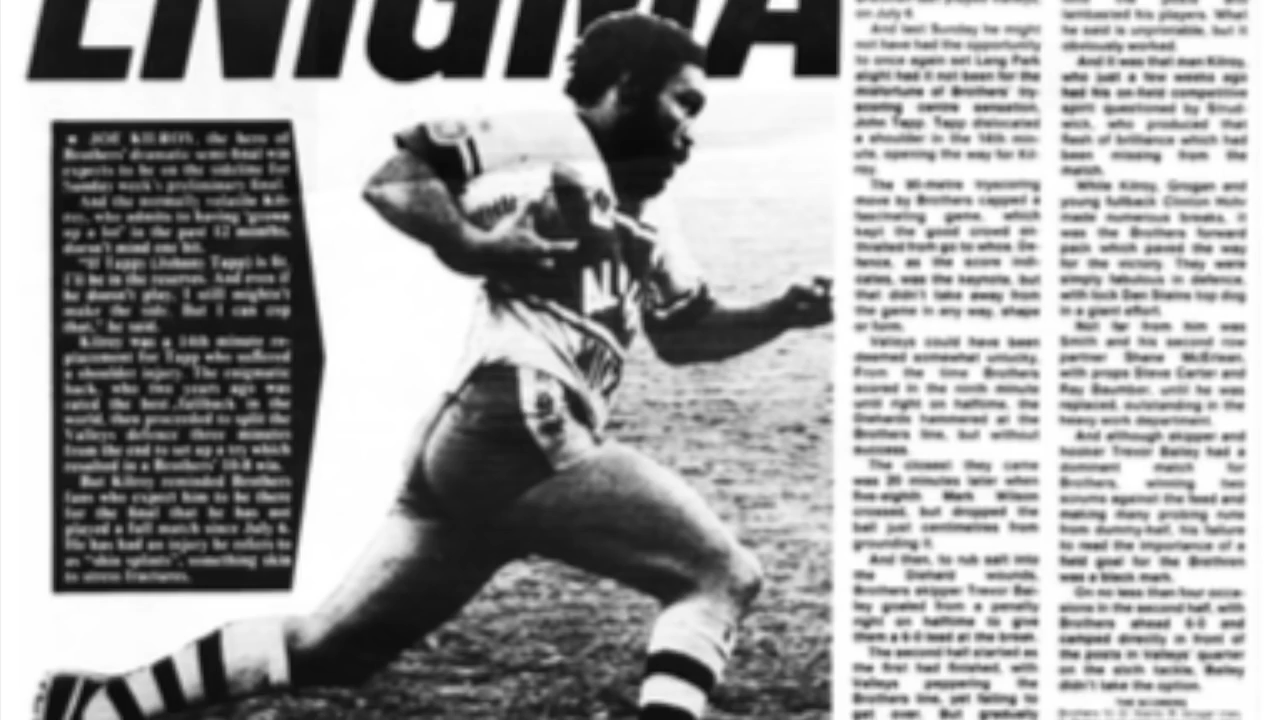 ENIGMA
● JOE KILROY, the hero of
Brothers' dramatic semi-final win
expects to be on the sideline for
Sunday week's preliminary final.
And the normally volatile Kil-
roy, who admits to having 'grown
up a lot' in the past 12 months,
doesn't mind one bit.
"If Tapp (Johnny Tapp) is fit,
I'll be in the reserves. And even if
he doesn't play, I still mightn't
make the side. But I can cop
that," he said.
Kilroy was a 14th minute re-
placement for Tapp who suffered
a shoulder injury. The enigmatic
back, who two years ago was
rated the best fullback in the
world, then proceeded to split the
Valleys defence three minutes
from the end to set up a try which
resulted in a Brothers' 10-8 win.
But Kilroy reminded Brothers
fans who expect him to be there
for the final that he has not
played a full match since July 6.
He has had an injury he refers to
as "shin splints", something akin
to stress fractures.
on July 6.
And last Sunday he might
not have had the opportunity
to once again set Lang Park
alight had it not been for the
misfortune of Brothers' try-
scoring centre sensation,
John Tapp. Tapp dislocated
a shoulder in the 14th min-
ute, opening the way for Kil-
roy.
The 90-metre tryscoring
move by Brothers capped a
fascinating game, which
kept the good crowd en-
thralled from go to whoa. De-
fence, as the score indi-
cates, was the keynote, but
that didn't take away from
the game in any way, shape
or form.
Valleys could have been
deemed somewhat unlucky.
From the time Brothers
scored in the ninth minute
until right on halftime, the
Diehards hammered at the
Brothers line, but without
success.
The closest they came
was 20 minutes later when
five-eighth Mark Wilson
crossed, but dropped the
ball just centimetres from
grounding it.
And then, to rub salt into
the Diehard wounds,
Brothers skipper Trevor Bai-
ley goaled from a penalty
right on halftime to give
them a 6-0 lead at the break.
The second half started as
the first had finished, with
Valleys peppering the
Brothers line, yet failing to
get over. But gradually
lambasted his players. What
he said is unprintable, but it
obviously worked.
And it was that man Kilroy,
who just a few weeks ago
had his on-field competitive
spirit questioned by Strud-
wick, who produced that
flash of brilliance which had
been missing from the
match.
While Kilroy, Grogan and
young fullback Clinton Mohr
made numerous breaks, it
was the Brothers forward
pack which paved the way
for the victory. They were
simply fabulous in defence,
with lock Dan Stains top dog
in a giant effort.
Not far from him was
Smith and his second row
partner Shane McErlean,
with props Steve Carter and
Ray Baumber, until he was
replaced, outstanding in the
heavy work department.
And although skipper and
hooker Trevor Bailey had a
dominant match for
Brothers, winning two
scrums against the feed and
making many probing runs
from dummy-half, his failure
to read the importance of a
field goal for the Brethren
was a black mark.
On no less than four occa-
sions in the second half, with
Brothers ahead 6-0 and
camped directly in front of
the posts in Valleys' quarter
on the sixth tackle, Bailey
didn't take the option.
THE SCORERS